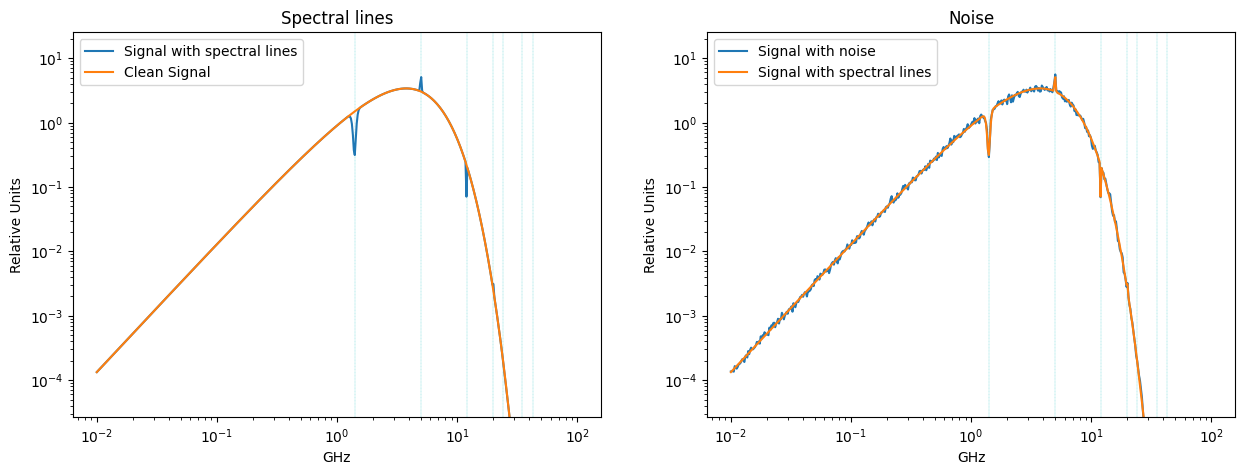 Spectral lines
Signal with spectral lines
Clean Signal
Relative Units
10¹
10⁰
10⁻¹
10⁻²
10⁻³
10⁻⁴
10⁻² 10⁻¹ 10⁰ 10¹ 10²
GHz
Noise
Signal with noise
Signal with spectral lines
Relative Units
10¹
10⁰
10⁻¹
10⁻²
10⁻³
10⁻⁴
10⁻² 10⁻¹ 10⁰ 10¹ 10²
GHz